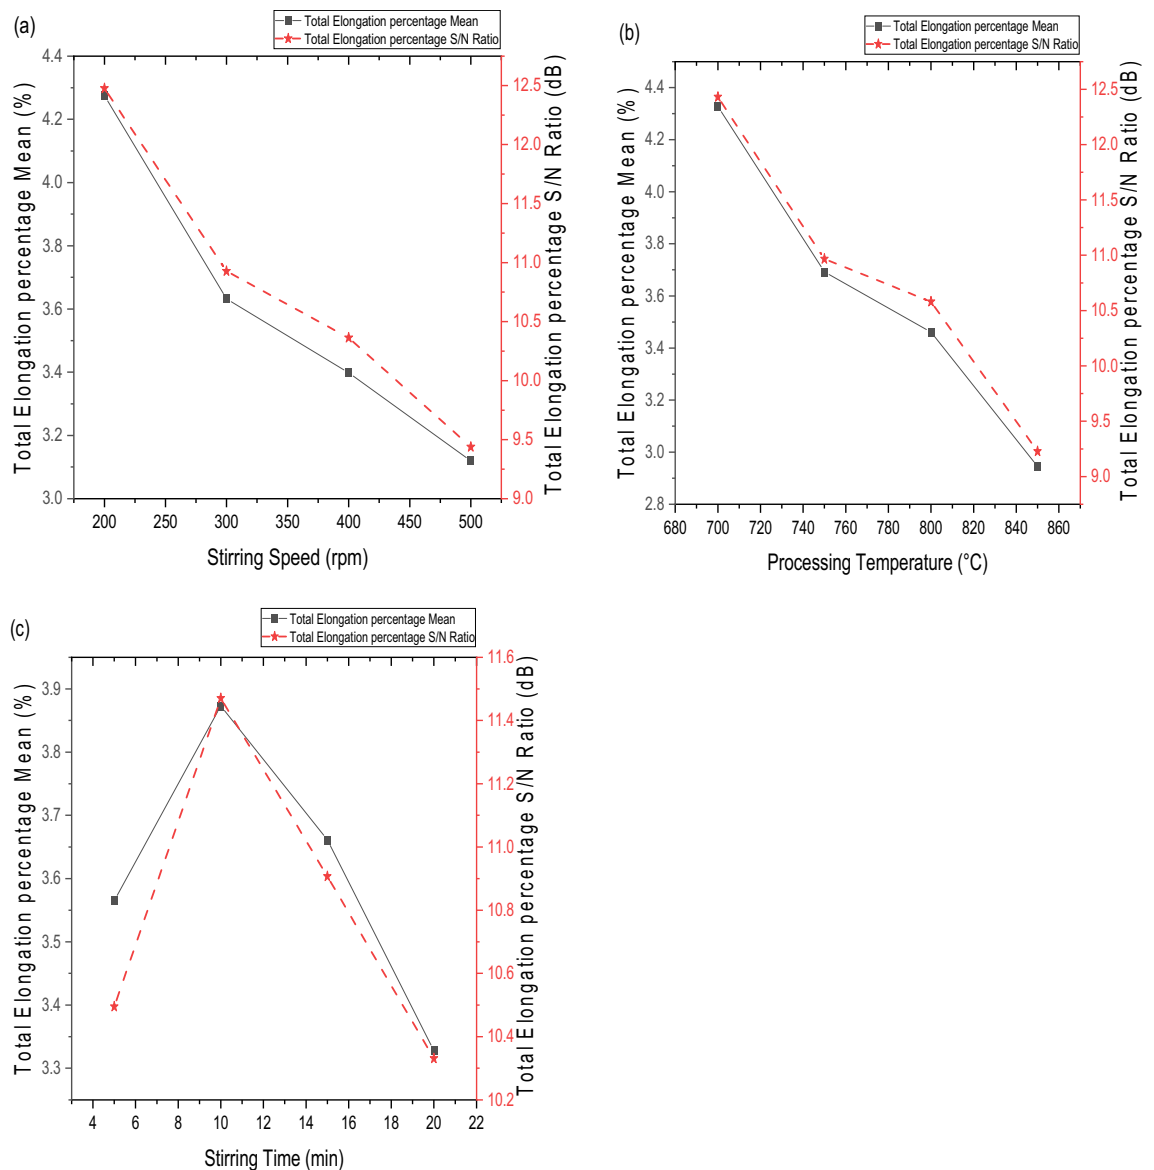 (a)
Total Elongation percentage Mean
Total Elongation percentage S/N Ratio
Total Elongation percentage Mean (%)
4.4
4.2
4.0
3.8
3.6
3.4
3.2
3.0
200 250 300 350 400 450 500
Stirring Speed (rpm)
12.5
12.0
11.5
11.0
10.5
10.0
9.5
9.0
Total Elongation percentage S/N Ratio (dB)
(b)
Total Elongation percentage Mean
Total Elongation percentage S/N Ratio
Total Elongation percentage Mean (%)
4.4
4.2
4.0
3.8
3.6
3.4
3.2
3.0
2.8
680 700 720 740 760 780 800 820 840 860
Processing Temperature (°C)
12.5
12.0
11.5
11.0
10.5
10.0
9.5
9.0
Total Elongation percentage S/N Ratio (dB)
(c)
Total Elongation percentage Mean
Total Elongation percentage S/N Ratio
Total Elongation percentage Mean (%)
3.9
3.8
3.7
3.6
3.5
3.4
3.3
4 6 8 10 12 14 16 18 20 22
Stirring Time (min)
11.6
11.4
11.2
11.0
10.8
10.6
10.4
10.2
Total Elongation percentage S/N Ratio (dB)